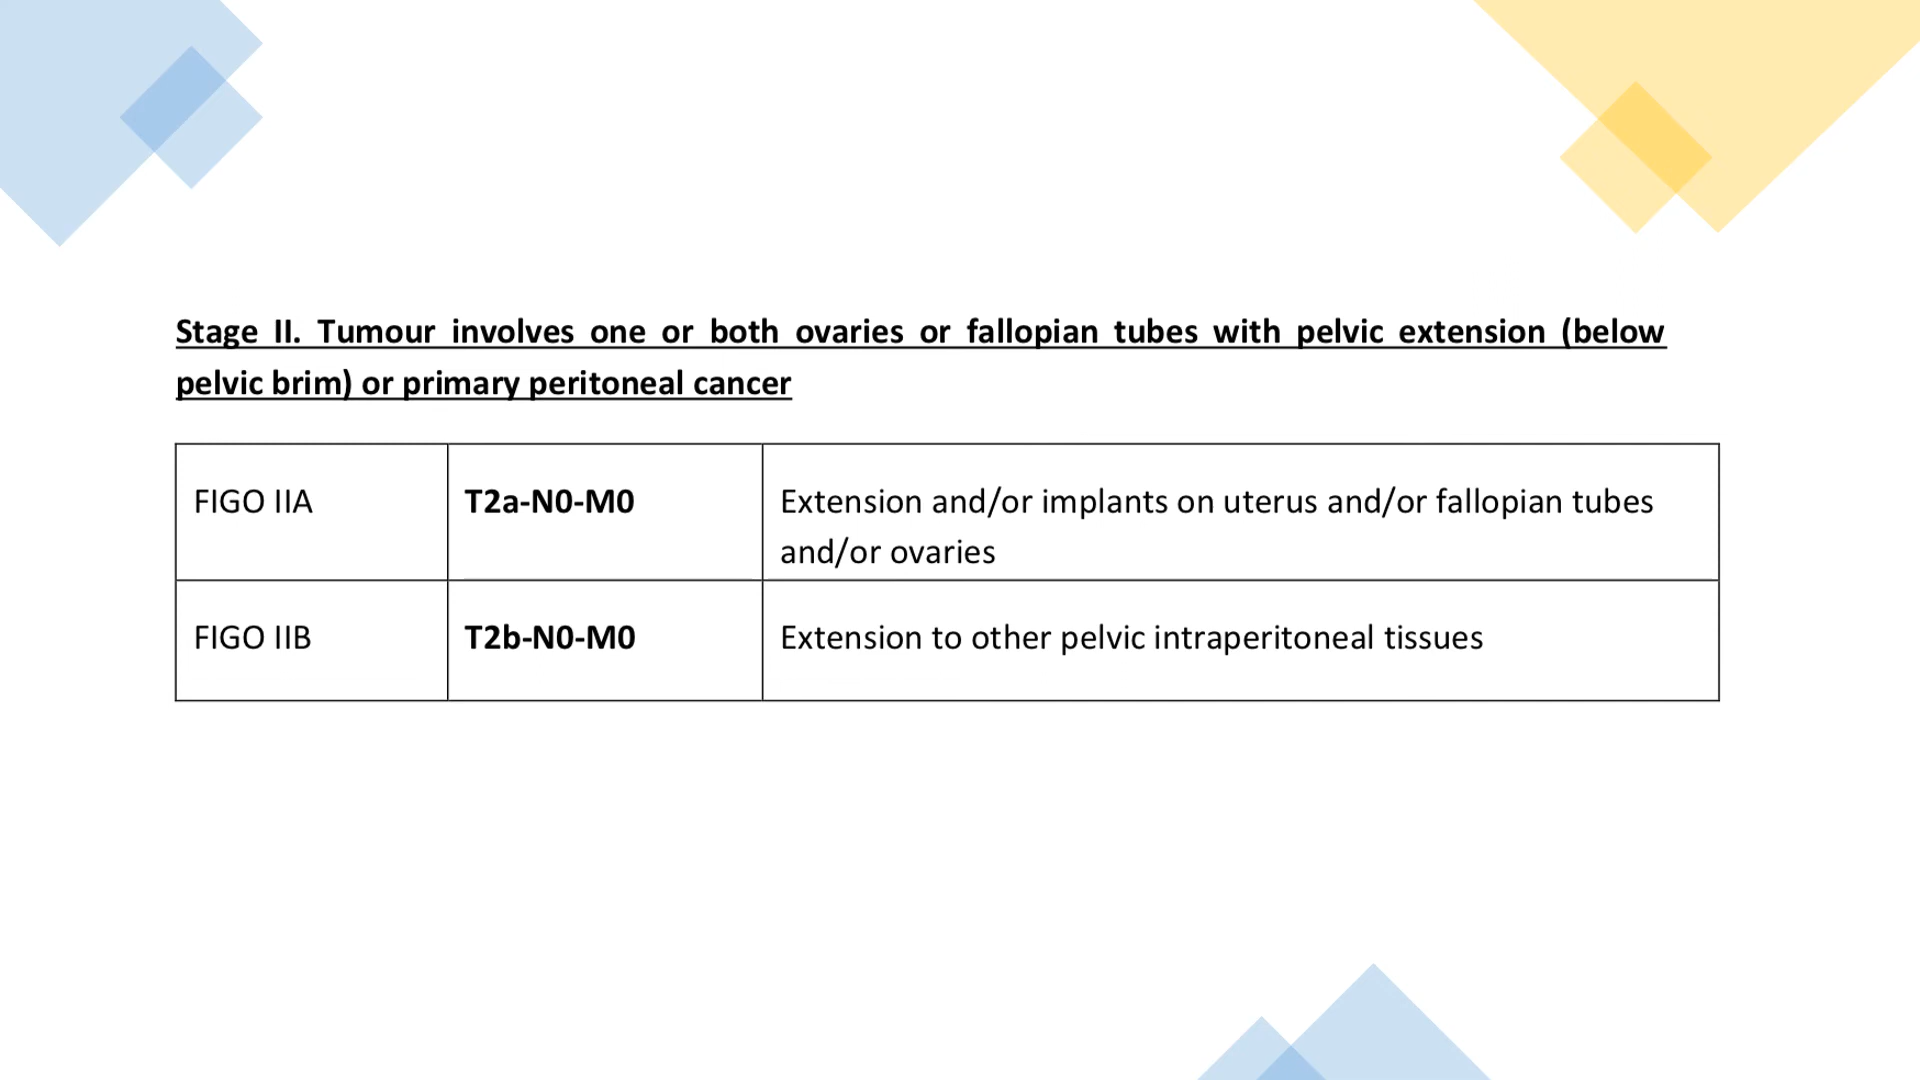 Stage II. Tumour involves one or both ovaries or fallopian tubes with pelvic extension (below
pelvic brim) or primary peritoneal cancer
FIGO IIA
T2a-N0-M0
Extension and/or implants on uterus and/or fallopian tubes
and/or ovaries
FIGO IIB
T2b-N0-M0
Extension to other pelvic intraperitoneal tissues